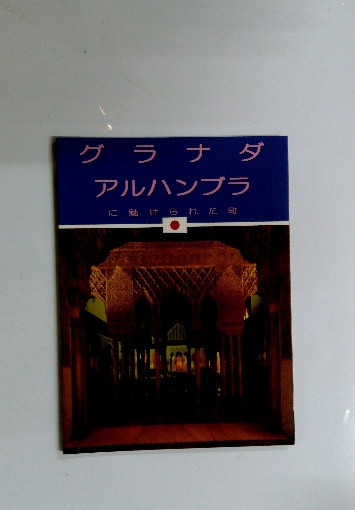 グラナダ
アルハンブラ
に魅せられた町